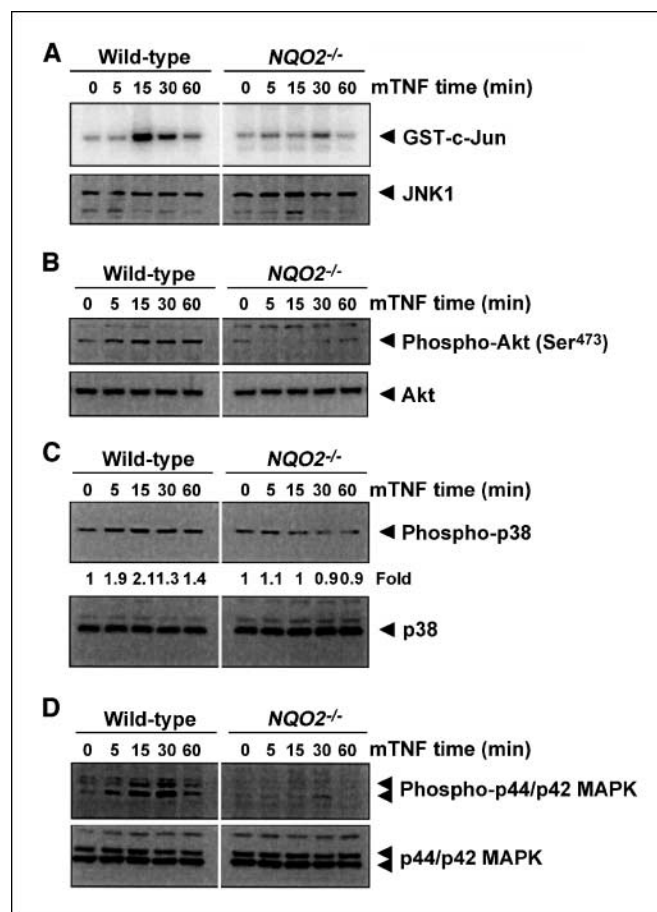 A
Wild-type NQO2-/-
0 5 15 30 60 0 5 15 30 60 mTNF time (min)
GST-c-Jun
JNK1
B
Wild-type NQO2-/-
0 5 15 30 60 0 5 15 30 60 mTNF time (min)
Phospho-Akt (Ser473)
Akt
C
Wild-type NQO2-/-
0 5 15 30 60 0 5 15 30 60 mTNF time (min)
Phospho-p38
1 1.9 2.1 1.3 1.4 1 1.1 1 0.9 0.9 Fold
p38
D
Wild-type NQO2-/-
0 5 15 30 60 0 5 15 30 60 mTNF time (min)
Phospho-p44/p42 MAPK
p44/p42 MAPK